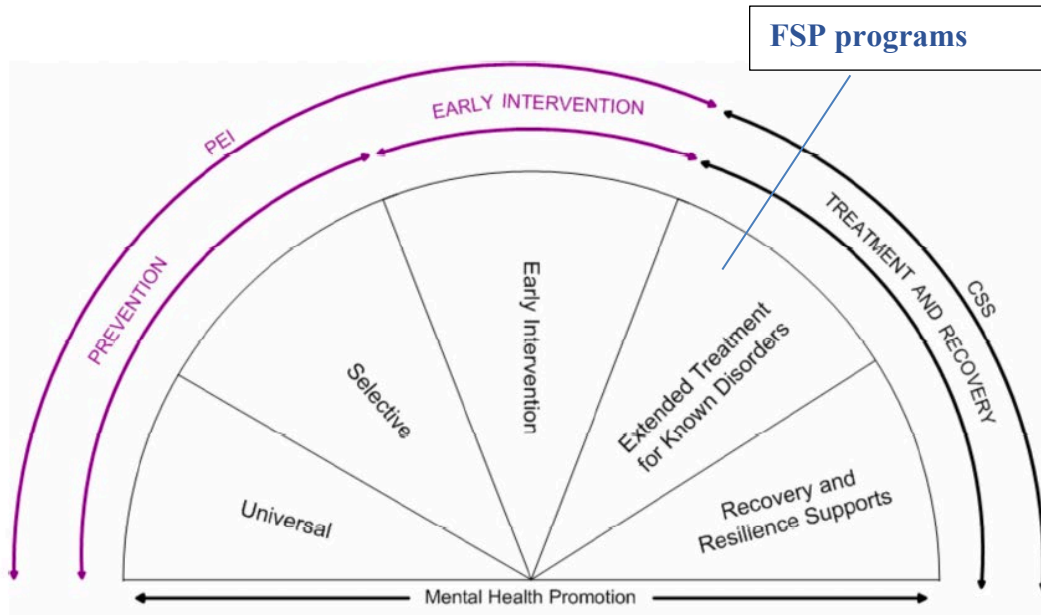 FSP programs
PEI
EARLY INTERVENTION
PREVENTION
TREATMENT AND RECOVERY
CSS
Universal
Selective
Early Intervention
Extended Treatment
for Known Disorders
Recovery and
Resilience Supports
Mental Health Promotion